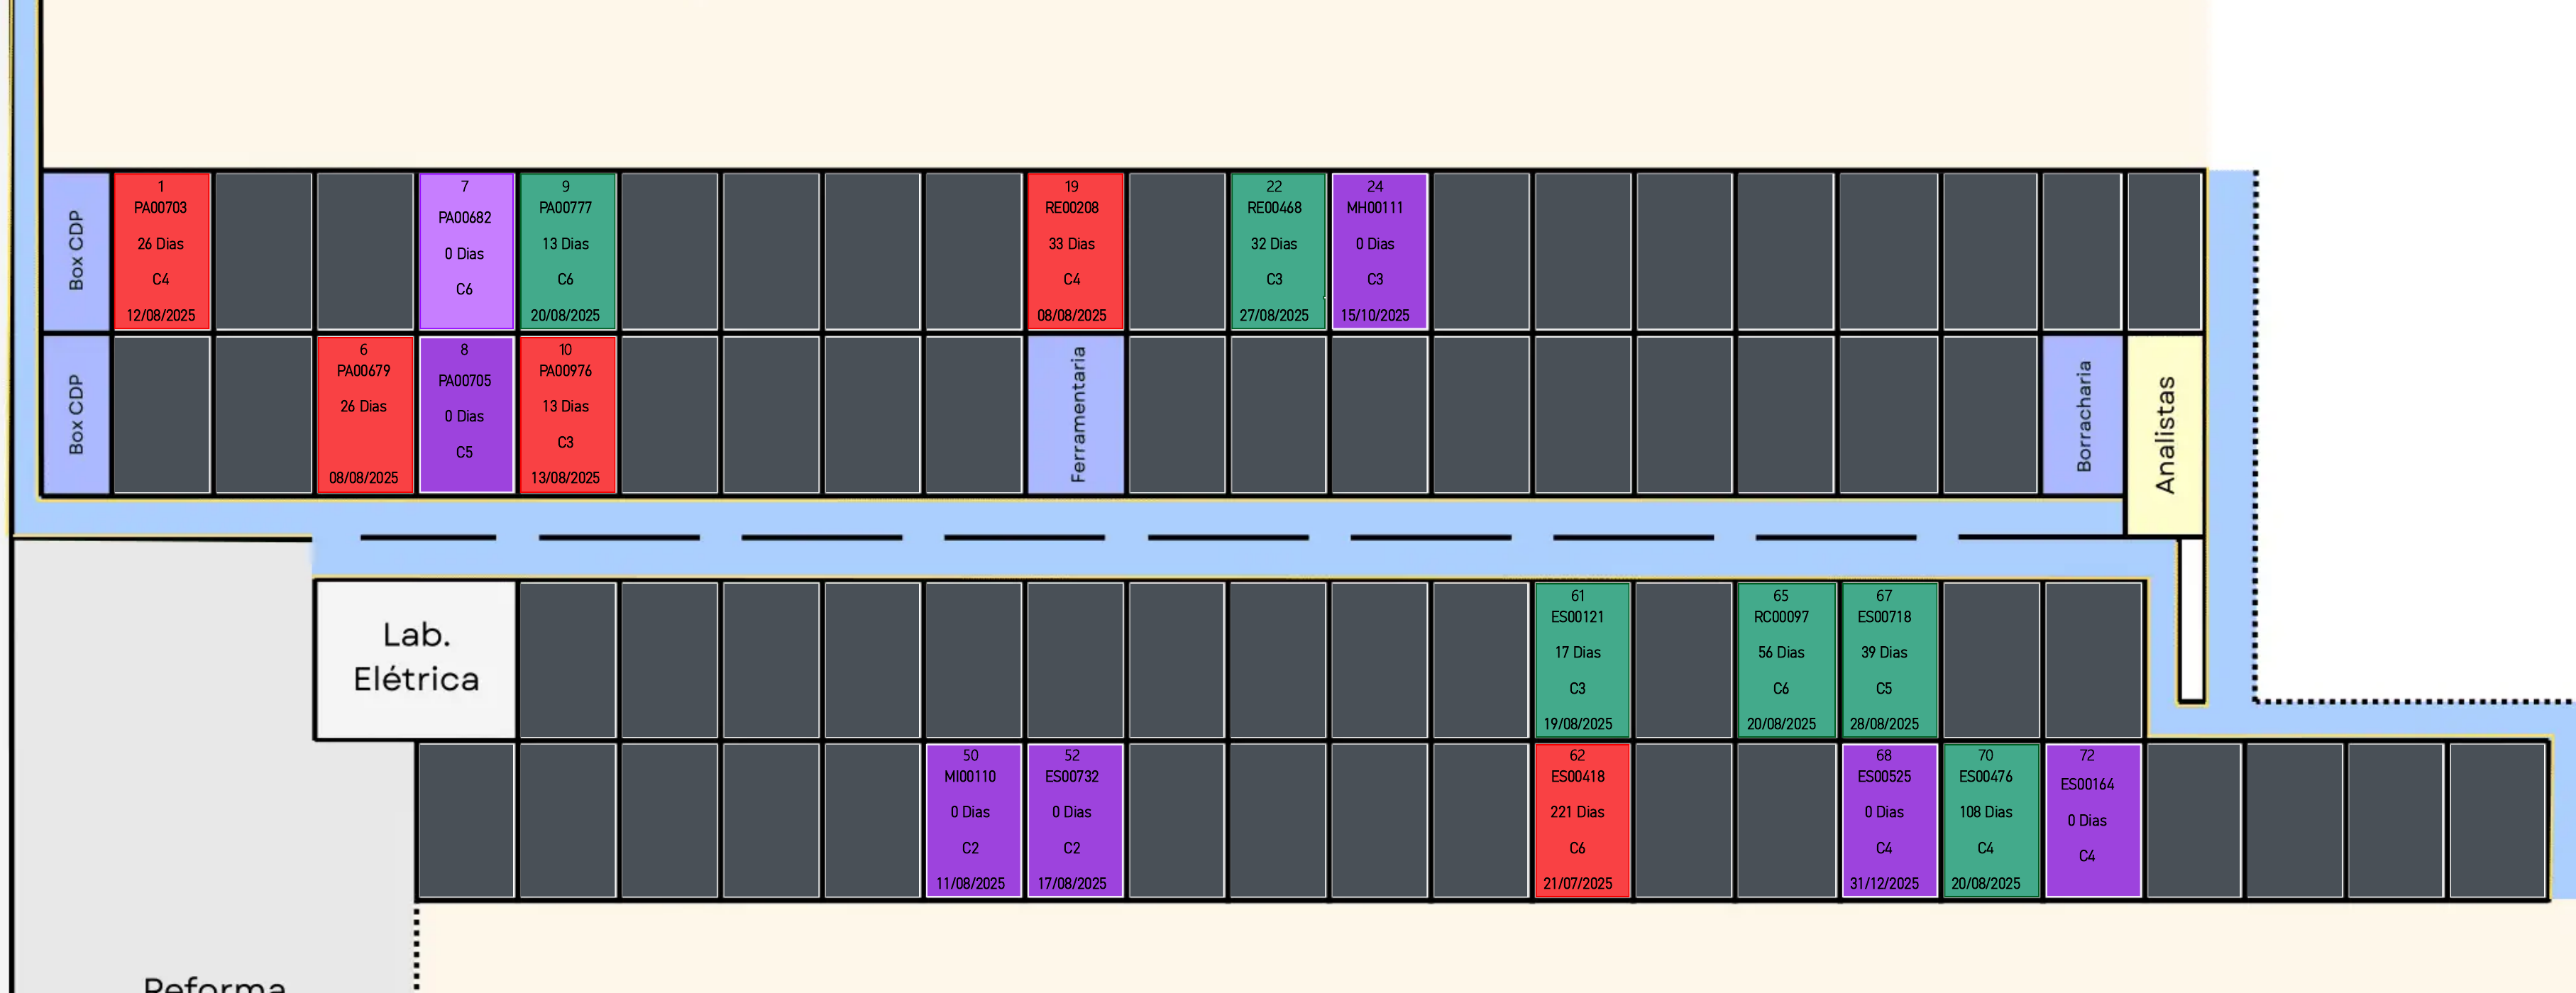 Box CDP
1
PA00703
26 Dias
C4
12/08/2025
7
PA00682
0 Dias
C6
9
PA00777
13 Dias
C6
20/08/2025
19
RE00208
33 Dias
C4
08/08/2025
22
RE00468
32 Dias
C3
27/08/2025
24
MH00111
0 Dias
C3
15/10/2025
Box CDP
6
PA00679
26 Dias
08/08/2025
8
PA00705
0 Dias
C5
10
PA00976
13 Dias
C3
13/08/2025
Ferramentaria
Borracharia
Analistas
Lab.
Elétrica
61
ES00121
17 Dias
C3
19/08/2025
65
RC00097
56 Dias
C6
20/08/2025
67
ES00718
39 Dias
C5
28/08/2025
50
MI00110
0 Dias
C2
11/08/2025
52
ES00732
0 Dias
C2
17/08/2025
62
ES00418
221 Dias
C6
21/07/2025
68
ES00525
0 Dias
C4
31/12/2025
70
ES00476
108 Dias
C4
20/08/2025
72
ES00164
0 Dias
C4
Reforma